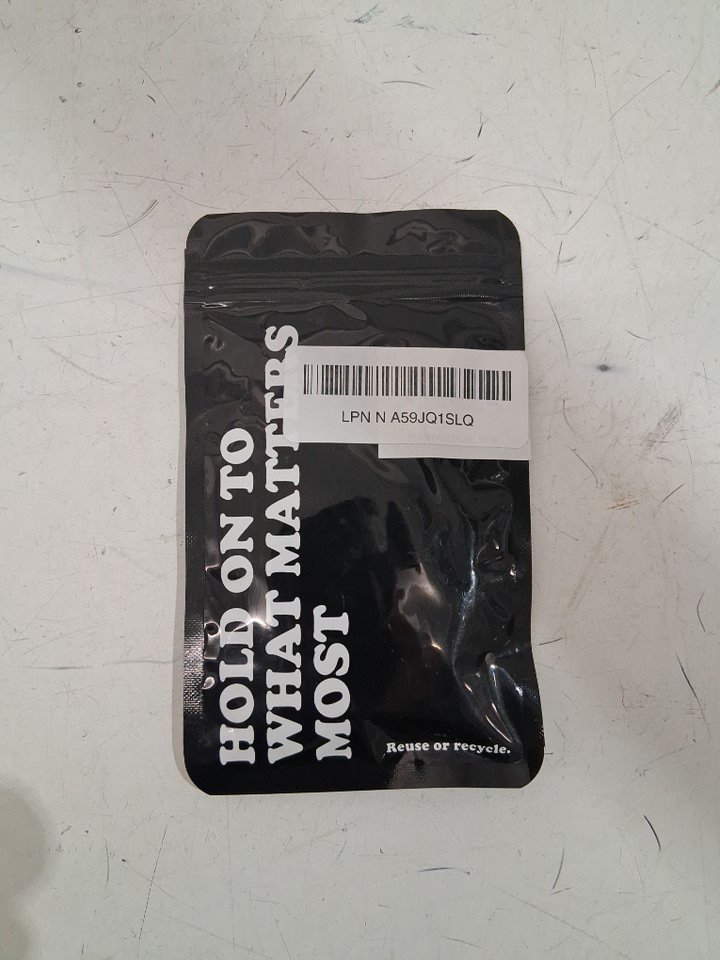 HOLD ON TO
WHAT MATTERS
MOST
LPN N A59JQ1SLQ
Reuse or recycle.